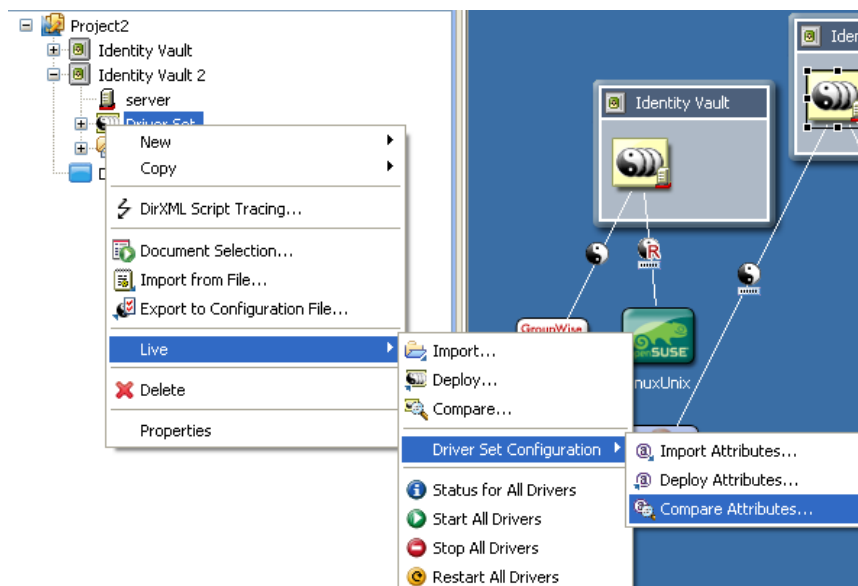 Project2
Identity Vault
Identity Vault 2
server
Driver Set
New
Copy
DirXML Script Tracing...
Document Selection...
Import from File...
Export to Configuration File...
Live
Delete
Properties
Import...
Deploy...
Compare...
Driver Set Configuration
Status for All Drivers
Start All Drivers
Stop All Drivers
Restart All Drivers
Import Attributes...
Deploy Attributes...
Compare Attributes...
Identity Vault
R
GroupWise
SUSE